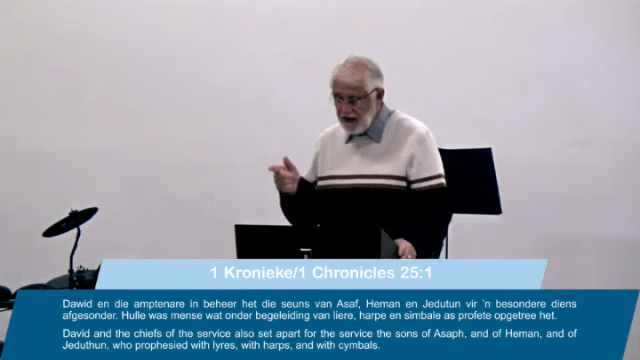 1 Kronieke/1 Chronicles 25:1
Dawid en die amptenare in beheer het die seuns van Asaf, Heman en Jedutun vir 'n besondere diens
afgesonder. Hulle was mense wat onder begeleiding van liere, harpe en simbale as profete opgetree het.
David and the chiefs of the service also set apart for the service the sons of Asaph, and of Heman, and of
Jeduthun, who prophesied with lyres, with harps, and with cymbals.